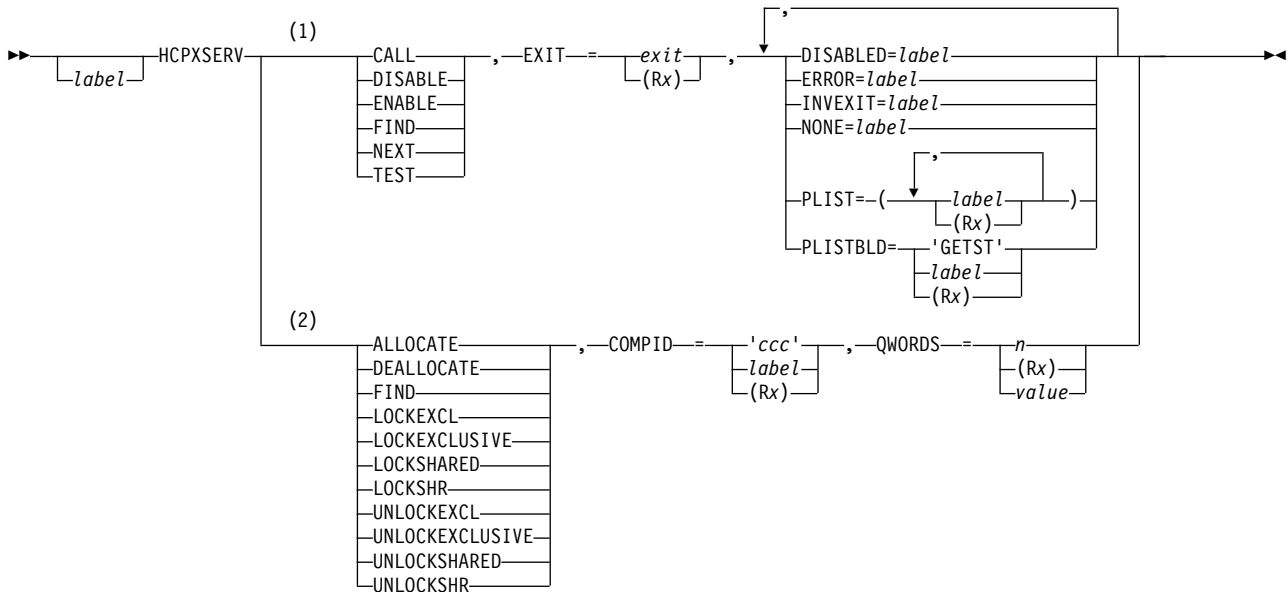 ,
(1)
HCPXSERV CALL , EXIT = exit , DISABLED=label
label DISABLE (Rx) ERROR=label
ENABLE INVEXIT=label
FIND NONE=label
NEXT ,
TEST PLIST= ( label )
(Rx)
PLISTBLD= 'GETST'
label
(Rx)
(2)
ALLOCATE , COMPID = 'ccc' , QWORDS = n
DEALLOCATE label (Rx)
FIND (Rx) value
LOCKEXCL
LOCKEXCLUSIVE
LOCKSHARED
LOCKSHR
UNLOCKEXCL
UNLOCKEXCLUSIVE
UNLOCKSHARED
UNLOCKSHR